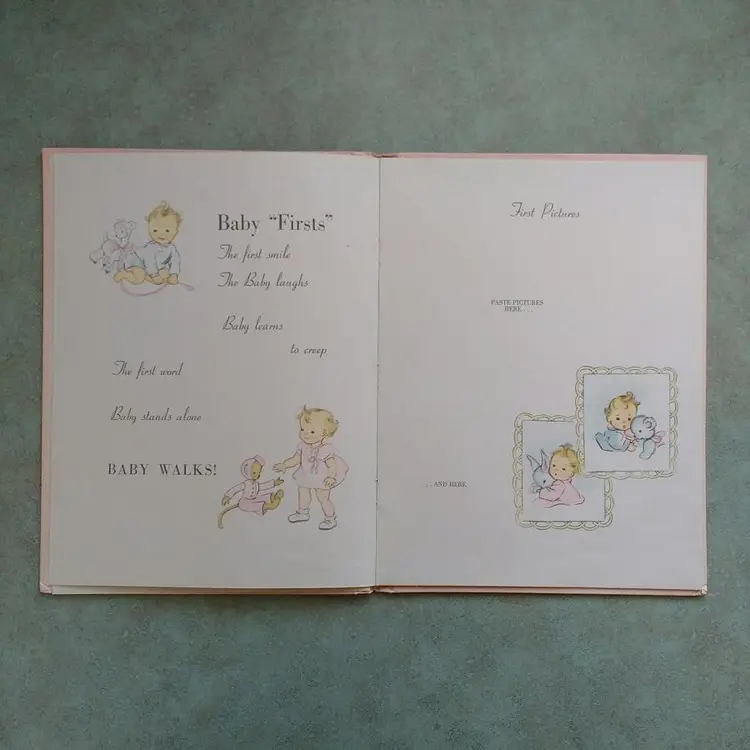 Baby "Firsts"
The first smile
The Baby laughs
Baby learns
to creep
The first word
Baby stands alone
BABY WALKS!
First Pictures
PASTE PICTURES
HERE . . .
. . . AND HERE